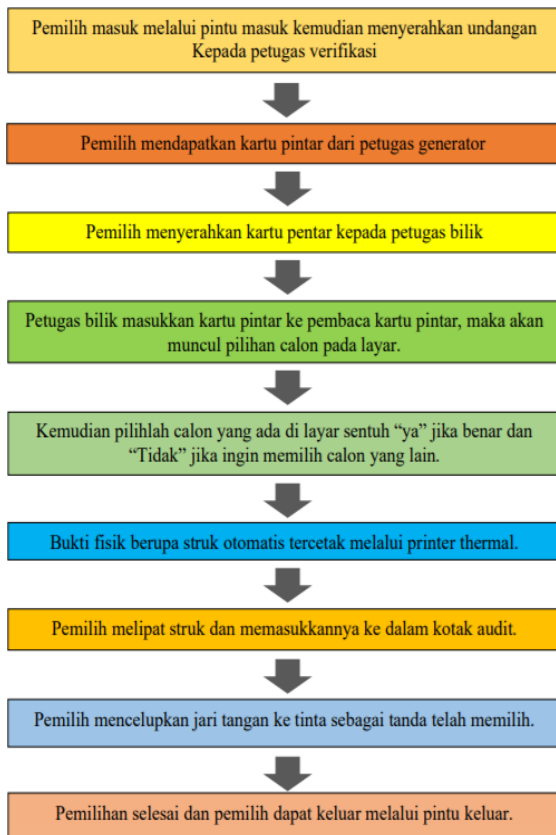 Pemilih masuk melalui pintu masuk kemudian menyerahkan undangan
Kepada petugas verifikasi
Pemilih mendapatkan kartu pintar dari petugas generator
Pemilih menyerahkan kartu pentar kepada petugas bilik
Petugas bilik masukkan kartu pintar ke pembaca kartu pintar, maka akan
muncul pilihan calon pada layar.
Kemudian pilihlah calon yang ada di layar sentuh “ya” jika benar dan
“Tidak” jika ingin memilih calon yang lain.
Bukti fisik berupa struk otomatis tercetak melalui printer thermal.
Pemilih melipat struk dan memasukkannya ke dalam kotak audit.
Pemilih mencelupkan jari tangan ke tinta sebagai tanda telah memilih.
Pemilihan selesai dan pemilih dapat keluar melalui pintu keluar.